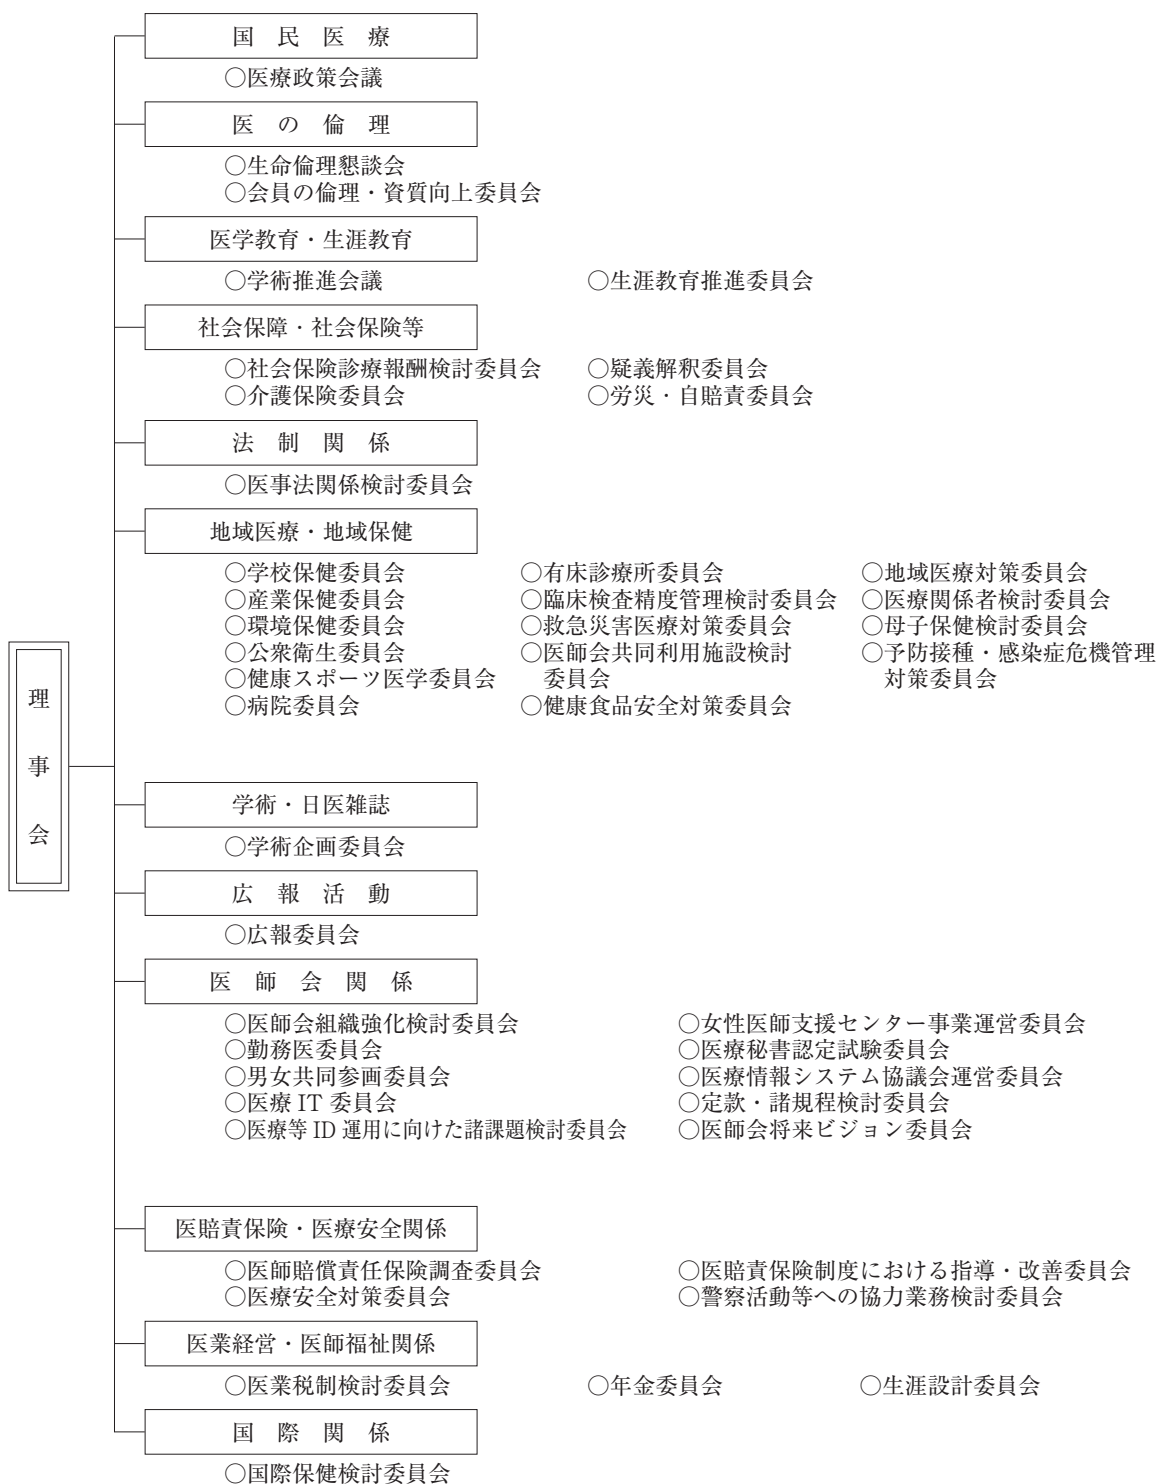 国民医療
○医療政策会議
医の倫理
○生命倫理懇談会
○会員の倫理・資質向上委員会
医学教育・生涯教育
○学術推進会議 ○生涯教育推進委員会
社会保障・社会保険等
○社会保険診療報酬検討委員会 ○疑義解釈委員会
○介護保険委員会 ○労災・自賠責委員会
法制関係
○医事法関係検討委員会
地域医療・地域保健
○学校保健委員会 ○有床診療所委員会 ○地域医療対策委員会
○産業保健委員会 ○臨床検査精度管理検討委員会 ○医療関係者検討委員会
○環境保健委員会 ○救急災害医療対策委員会 ○母子保健検討委員会
○公衆衛生委員会 ○医師会共同利用施設検討 ○予防接種・感染症危機管理
○健康スポーツ医学委員会 委員会 対策委員会
○病院委員会 ○健康食品安全対策委員会
理事会
学術・日医雑誌
○学術企画委員会
広報活動
○広報委員会
医師会関係
○医師会組織強化検討委員会 ○女性医師支援センター事業運営委員会
○勤務医委員会 ○医療秘書認定試験委員会
○男女共同参画委員会 ○医療情報システム協議会運営委員会
○医療 IT 委員会 ○定款・諸規程検討委員会
○医療等 ID 運用に向けた諸課題検討委員会 ○医師会将来ビジョン委員会
医賠責保険・医療安全関係
○医師賠償責任保険調査委員会 ○医賠責保険制度における指導・改善委員会
○医療安全対策委員会 ○警察活動等への協力業務検討委員会
医業経営・医師福祉関係
○医業税制検討委員会 ○年金委員会 ○生涯設計委員会
国際関係
○国際保健検討委員会